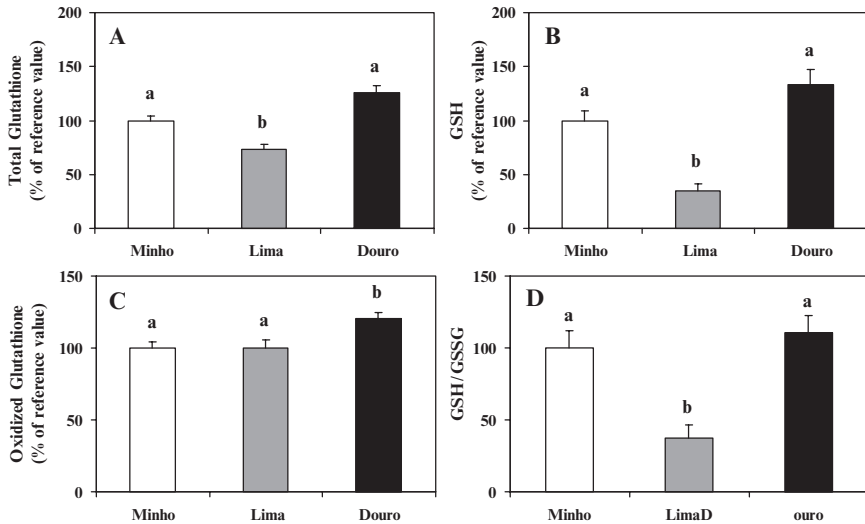 A
Total Glutathione
(% of reference value)
200
150
100
50
0
a
b
a
Minho
Lima
Douro
B
GSH
(% of reference value)
200
150
100
50
0
a
b
a
Minho
Lima
Douro
C
Oxidized Glutathione
(% of reference value)
150
100
50
0
a
a
b
Minho
Lima
Douro
D
GSH/GSSG
150
100
50
0
a
b
a
Minho
LimaD
ouro